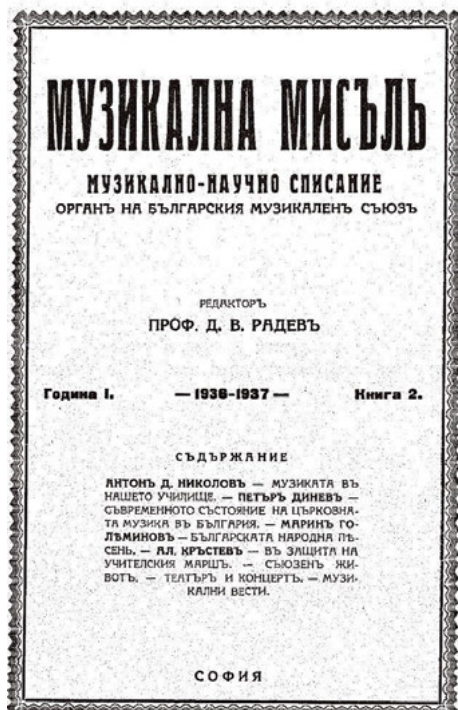 МУЗИКАЛНА МИСЪЛЬ
МУЗИКАЛНО-НАУЧНО СПИСАНИЕ
ОРГАНЪ НА БЪЛГАРСКИЯ МУЗИКАЛЕНЪ СЪЮЗЪ
РЕДАКТОРЪ
ПРОФ. Д. В. РАДЕВЪ
Година I. — 1936-1937 — Книга 2.
СЪДЪРЖАНИЕ
АНТОНЪ Д. НИКОЛОВЪ — МУЗИКАТА ВЪ
НАШЕТО УЧИЛИЩЕ. — ПЕТЪРЪ ДИНЕВЪ —
СЪВРЕМЕННОТО СЪСТОЯНИЕ НА ЦЪРКОВНА-
ТА МУЗИКА ВЪ БЪЛГАРИЯ. — МАРИНЪ ГО-
ЛѢМИНОВЪ — БЪЛГАРСКАТА НАРОДНА ПѢ-
СЕНЬ. — АЛ. КРЪСТЕВЪ — ВЪ ЗАЩИТА НА
УЧИТЕЛСКИЯ МАРШЪ. — СЪЮЗЕНЪ ЖИ-
ВОТЪ. — ТЕАТЪРЪ И КОНЦЕРТЪ. — МУЗИ-
КАЛНИ ВЕСТИ.
СОФИЯ